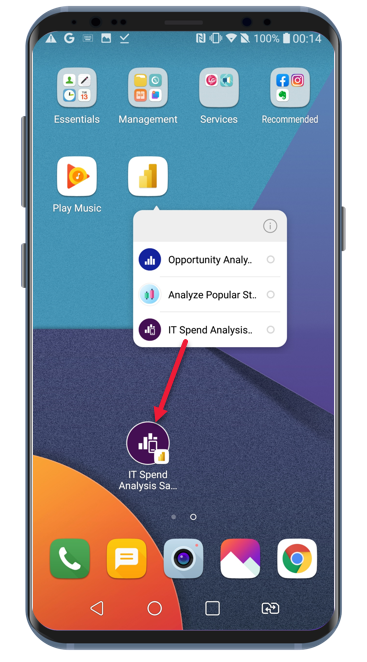 100% 00:14
Essentials Management Services Recommended
Play Music
Opportunity Analy..
Analyze Popular St..
IT Spend Analysis..
IT Spend
Analysis Sa...